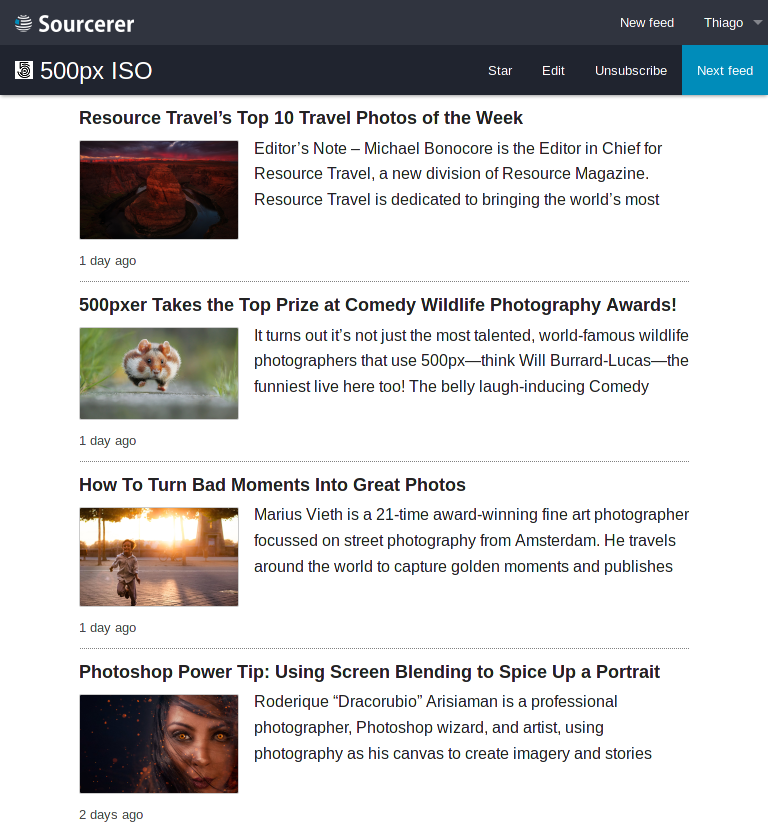 Sourcerer
New feed
Thiago
500px ISO
Star
Edit
Unsubscribe
Next feed
Resource Travel’s Top 10 Travel Photos of the Week
Editor’s Note – Michael Bonocore is the Editor in Chief for
Resource Travel, a new division of Resource Magazine.
Resource Travel is dedicated to bringing the world’s most
1 day ago
500pxer Takes the Top Prize at Comedy Wildlife Photography Awards!
It turns out it’s not just the most talented, world-famous wildlife
photographers that use 500px—think Will Burrard-Lucas—the
funniest live here too! The belly laugh-inducing Comedy
1 day ago
How To Turn Bad Moments Into Great Photos
Marius Vieth is a 21-time award-winning fine art photographer
focussed on street photography from Amsterdam. He travels
around the world to capture golden moments and publishes
1 day ago
Photoshop Power Tip: Using Screen Blending to Spice Up a Portrait
Roderique “Dracorubio” Arisiaman is a professional
photographer, Photoshop wizard, and artist, using
photography as his canvas to create imagery and stories
2 days ago